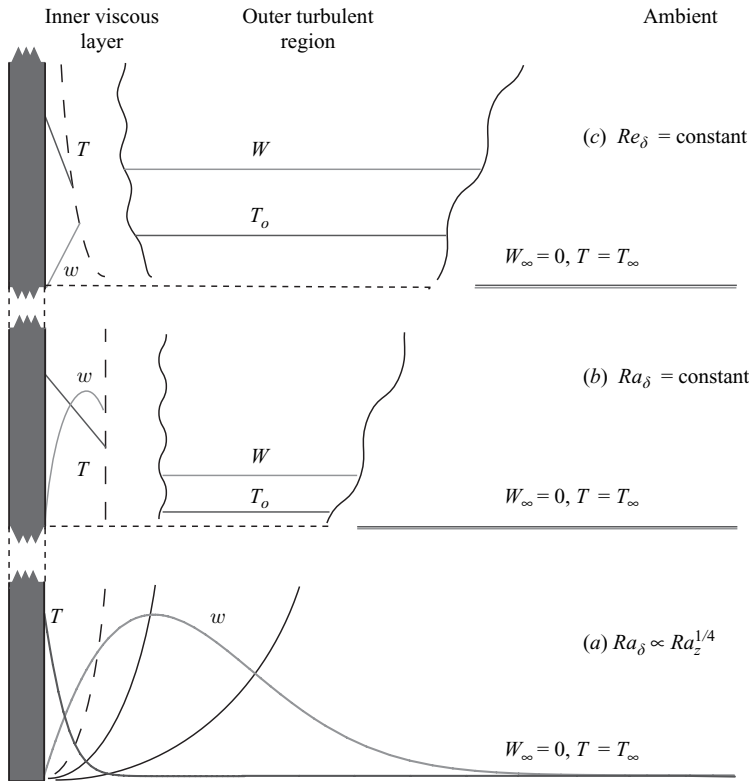 Inner viscous layer
Outer turbulent region
Ambient
T
w
W
T_o
(c) Re_δ = constant
W_∞ = 0, T = T_∞
w
T
W
T_o
(b) Ra_δ = constant
W_∞ = 0, T = T_∞
T
w
(a) Ra_δ ∝ Ra_z^{1/4}
W_∞ = 0, T = T_∞